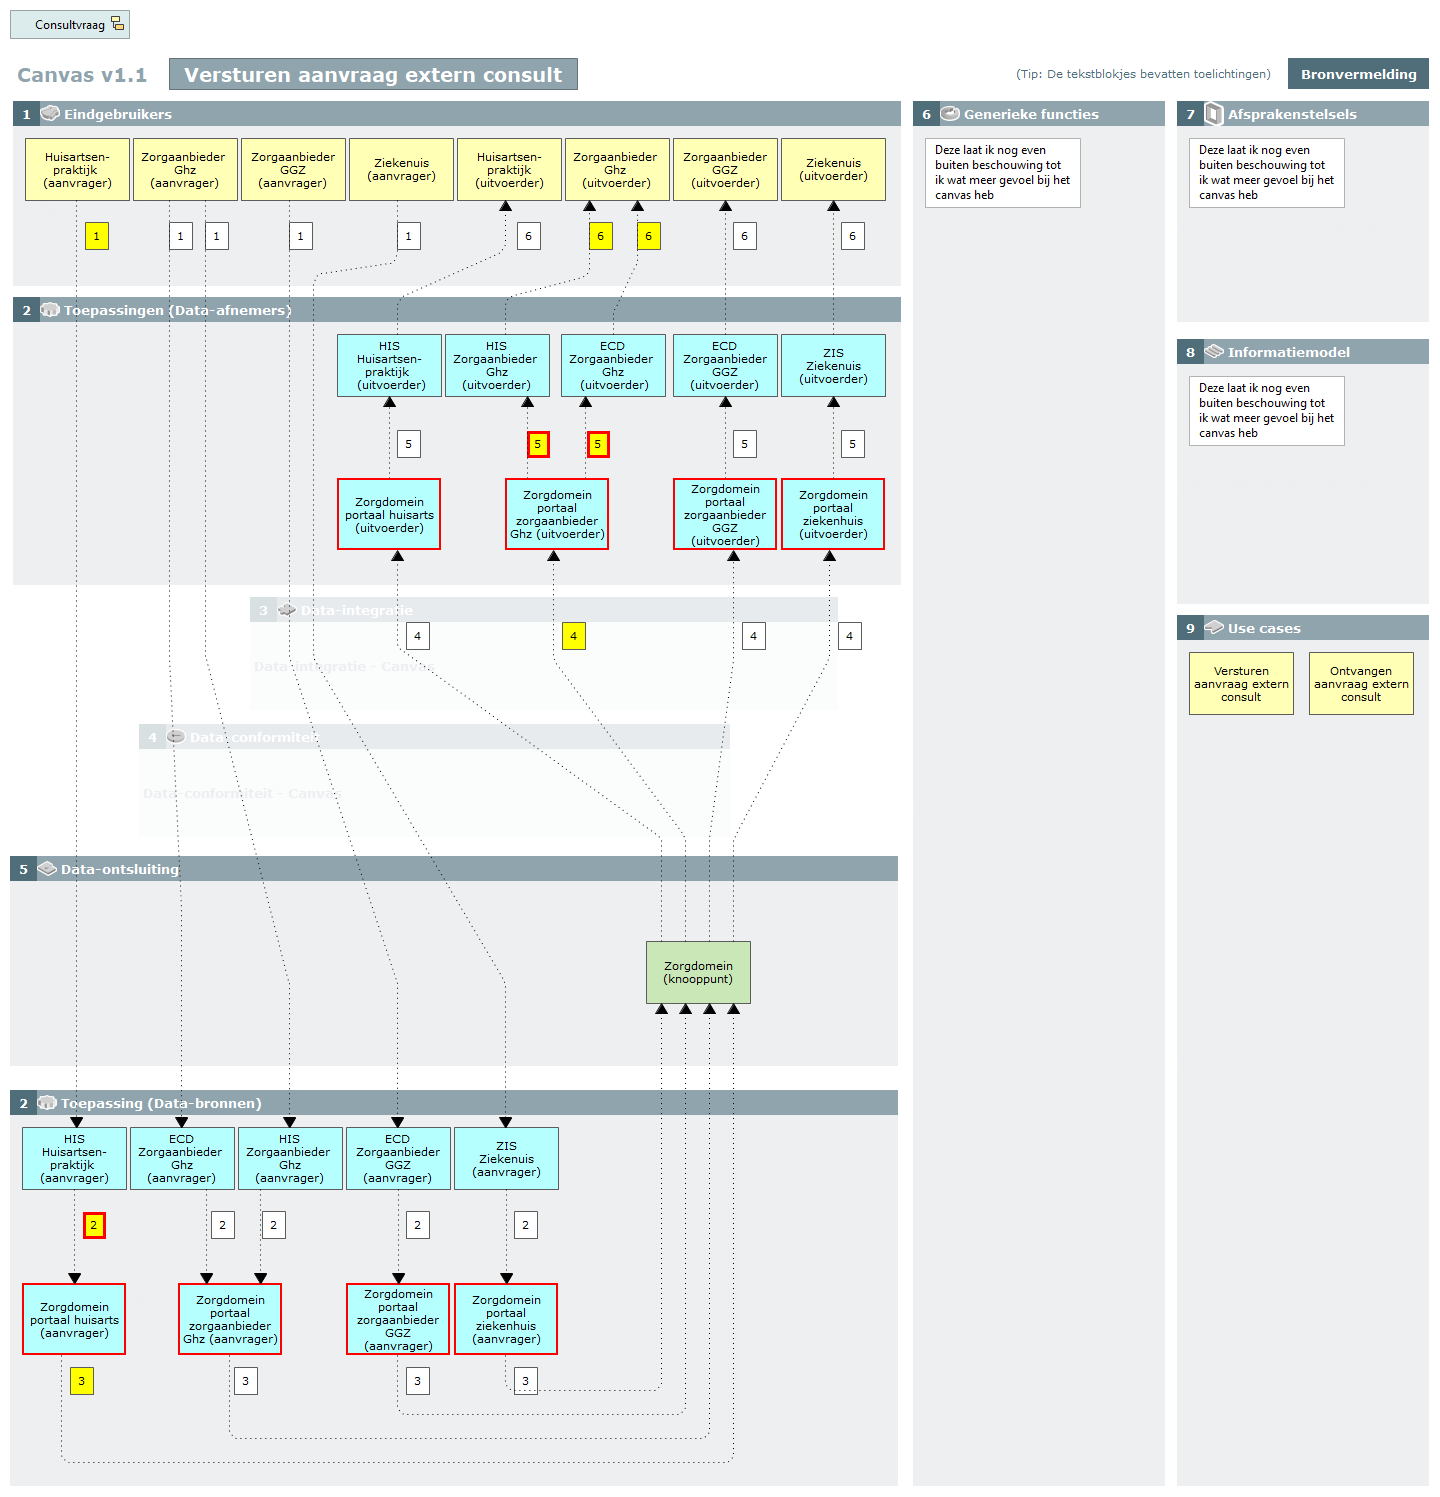 Consultvraag
Canvas v1.1
Versturen aanvraag extern consult
(Tip: De tekstblokjes bevatten toelichtingen)
Bronvermelding
1 Eindgebruikers
Huisartsen-
praktijk
(aanvrager)
Zorgaanbieder
Ghz
(aanvrager)
Zorgaanbieder
GGZ
(aanvrager)
Ziekenuis
(aanvrager)
Huisartsen-
praktijk
(uitvoerder)
Zorgaanbieder
Ghz
(uitvoerder)
Zorgaanbieder
GGZ
(uitvoerder)
Ziekenuis
(uitvoerder)
1
1
1
1
1
6
6
6
6
6
2 Toepassingen (Data-afnemers)
HIS
Huisartsen-
praktijk
(uitvoerder)
HIS
Zorgaanbieder
Ghz
(uitvoerder)
ECD
Zorgaanbieder
Ghz
(uitvoerder)
ECD
Zorgaanbieder
GGZ
(uitvoerder)
ZIS
Ziekenuis
(uitvoerder)
5
5
5
5
5
Zorgdomein
portaal huisarts
(uitvoerder)
Zorgdomein
portaal
zorgaanbieder
Ghz (uitvoerder)
Zorgdomein
portaal
zorgaanbieder
GGZ
(uitvoerder)
Zorgdomein
portaal
ziekenhuis
(uitvoerder)
3 Data-integratie
4
4
4
4
Data-integratie - Canvas
4 Data-conformiteit
Data-conformiteit - Canvas
5 Data-ontsluiting
Zorgdomein
(knooppunt)
2 Toepassing (Data-bronnen)
HIS
Huisartsen-
praktijk
(aanvrager)
ECD
Zorgaanbieder
Ghz
(aanvrager)
HIS
Zorgaanbieder
Ghz
(aanvrager)
ECD
Zorgaanbieder
GGZ
(aanvrager)
ZIS
Ziekenuis
(aanvrager)
2
2
2
2
2
Zorgdomein
portaal huisarts
(aanvrager)
Zorgdomein
portaal
zorgaanbieder
Ghz (aanvrager)
Zorgdomein
portaal
zorgaanbieder
GGZ
(aanvrager)
Zorgdomein
portaal
ziekenhuis
(aanvrager)
3
3
3
3
6 Generieke functies
Deze laat ik nog even
buiten beschouwing tot
ik wat meer gevoel bij het
canvas heb
7 Afsprakenstelsels
Deze laat ik nog even
buiten beschouwing tot
ik wat meer gevoel bij het
canvas heb
8 Informatiemodel
Deze laat ik nog even
buiten beschouwing tot
ik wat meer gevoel bij het
canvas heb
9 Use cases
Versturen
aanvraag extern
consult
Ontvangen
aanvraag extern
consult